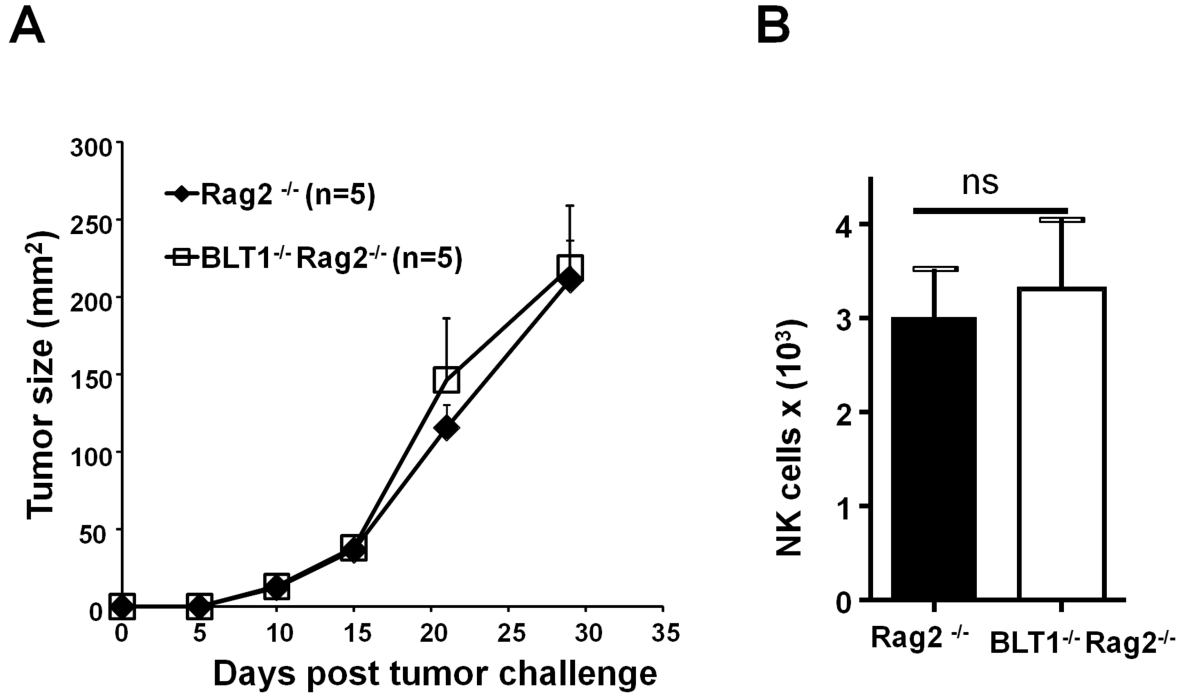 A
300
250
200
150
100
50
0
Tumor size (mm²)
Rag2 -/- (n=5)
BLT1-/- Rag2-/- (n=5)
0 5 10 15 20 25 30 35
Days post tumor challenge
B
ns
4
3
2
1
0
NK cells x (10³)
Rag2 -/- BLT1-/- Rag2-/-